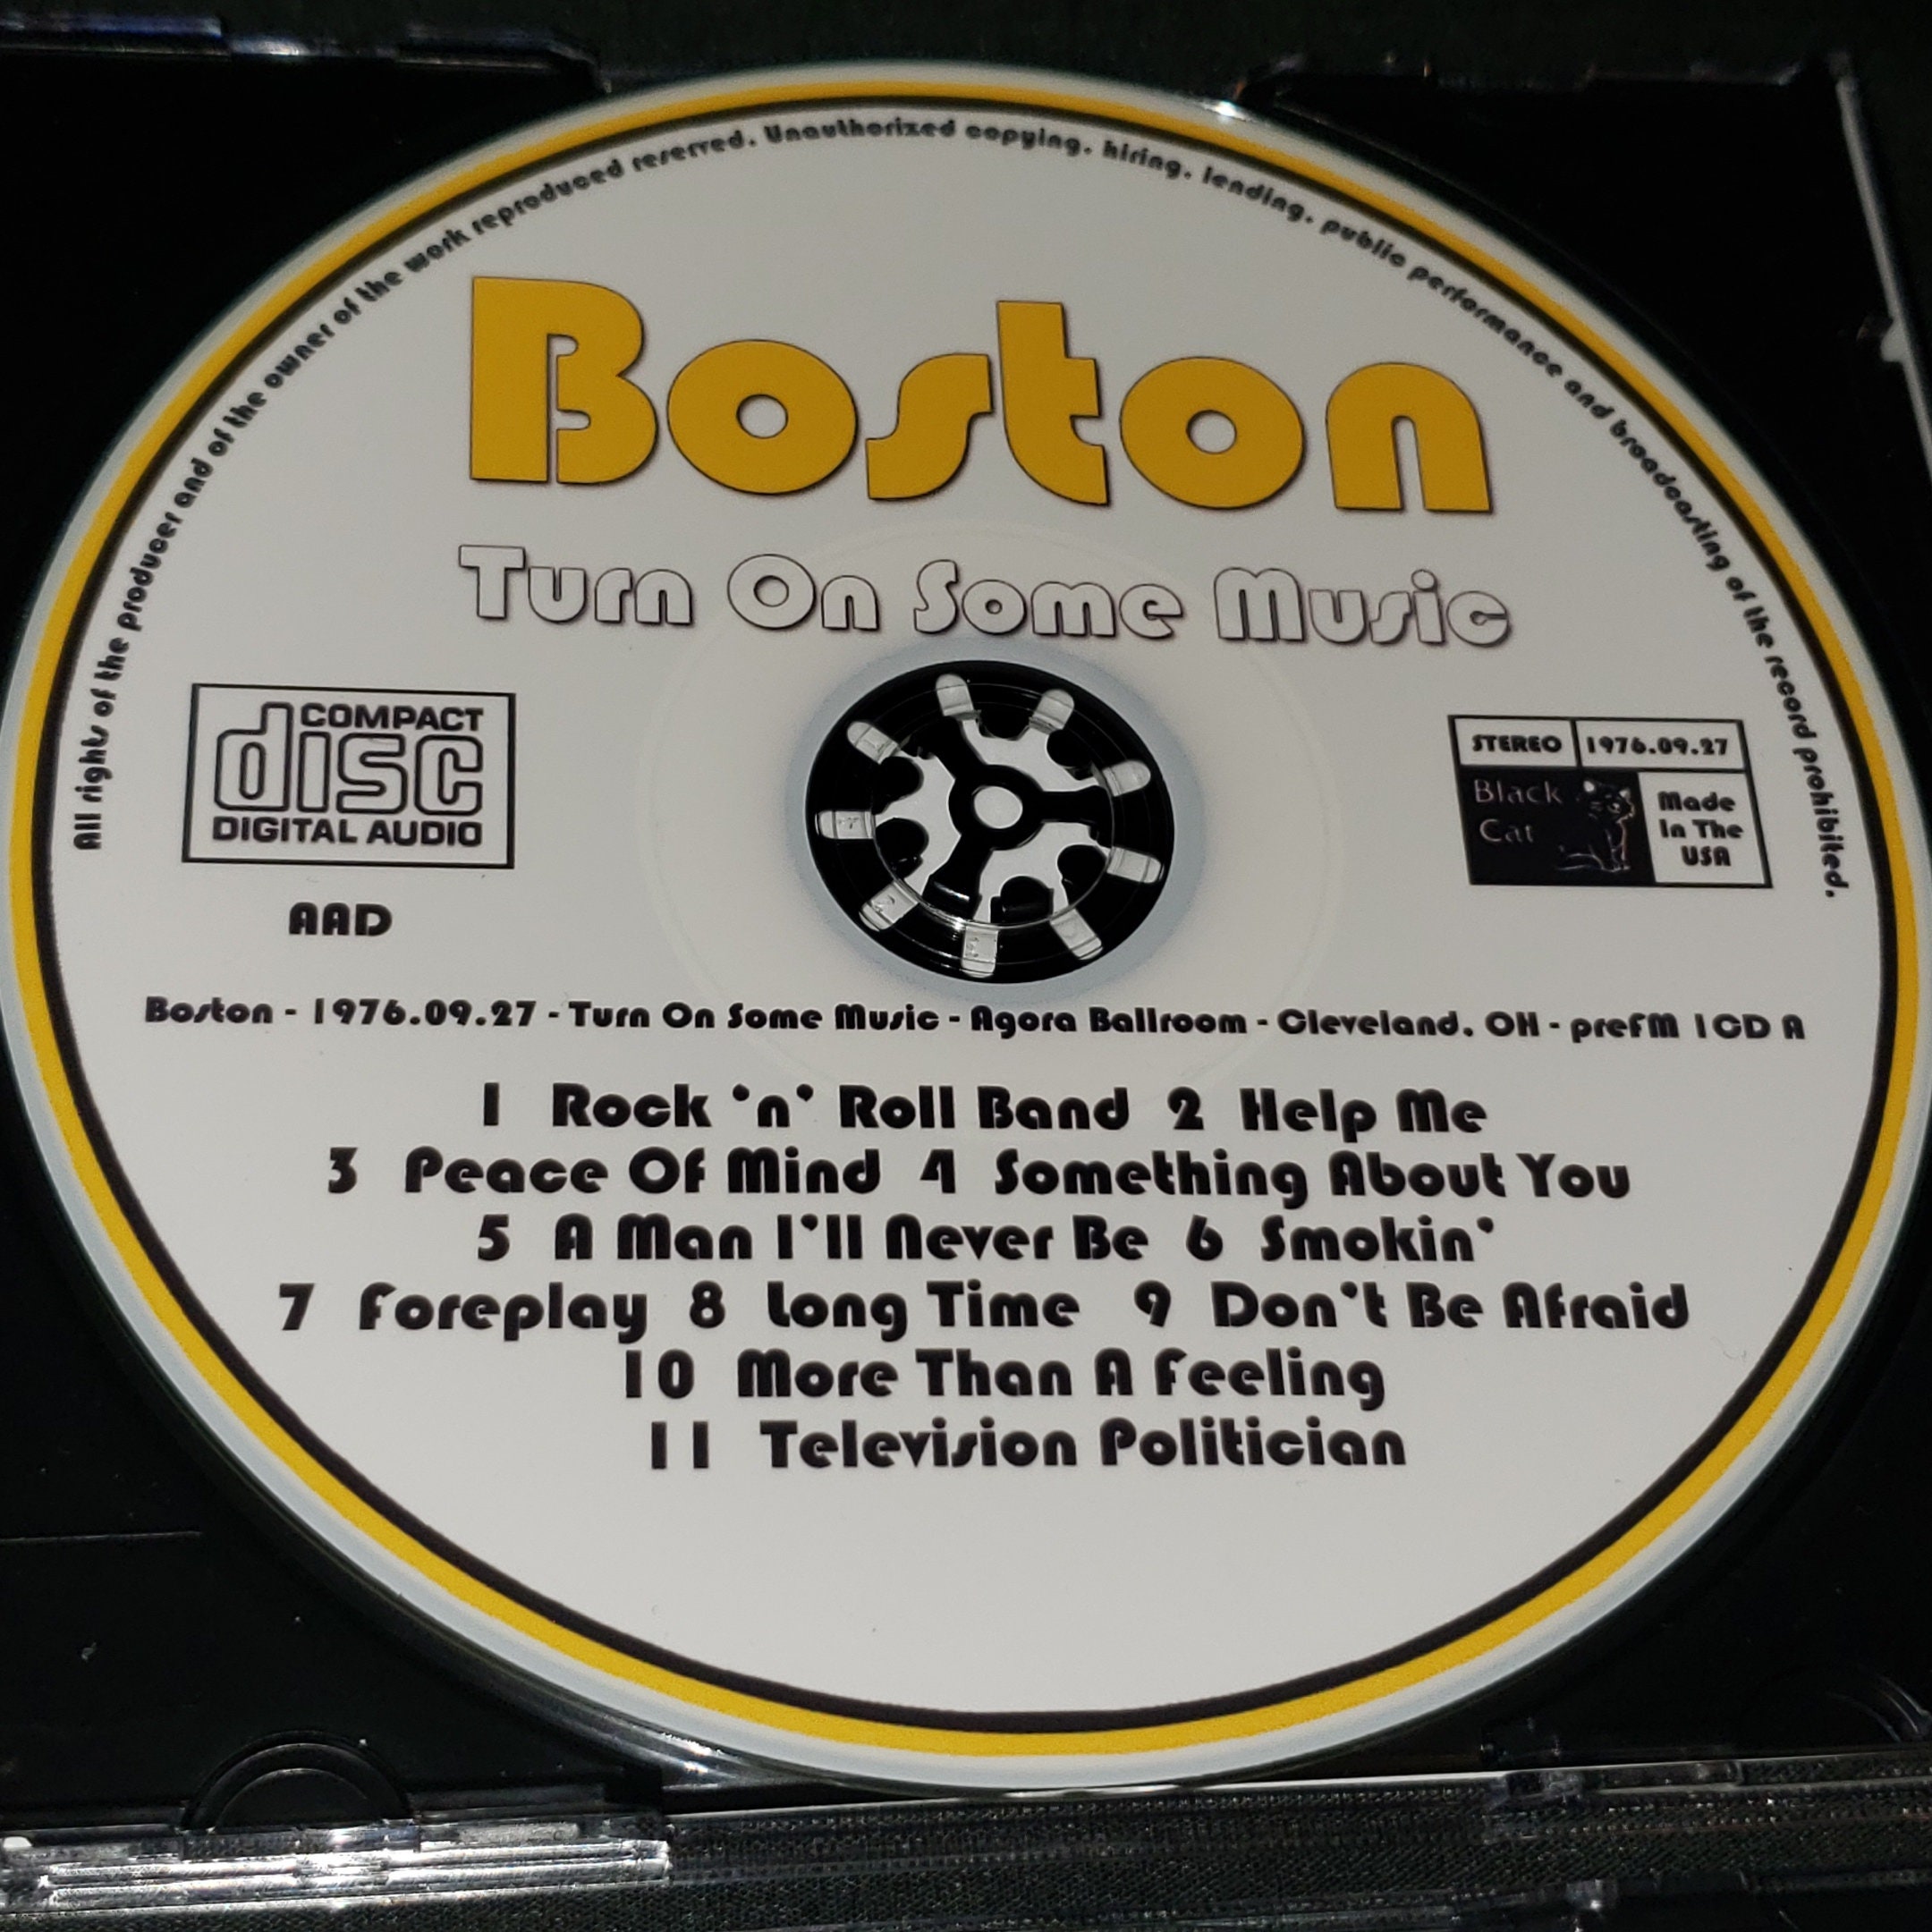 All rights of the producer and of the owner of the work reproduced reserved. Unauthorized copying, hiring, lending, public performance and broadcasting of the record prohibited.
Boston
Turn On Some Music
COMPACT
disc
DIGITAL AUDIO
AAD
STEREO 1976.09.27
Black
Cat
Made
In The
USA
Boston - 1976.09.27 - Turn On Some Music - Agora Ballroom - Cleveland, OH - preFM 1CD A
1 Rock 'n' Roll Band 2 Help Me
3 Peace Of Mind 4 Something About You
5 A Man I'll Never Be 6 Smokin'
7 Foreplay 8 Long Time 9 Don't Be Afraid
10 More Than A Feeling
11 Television Politician